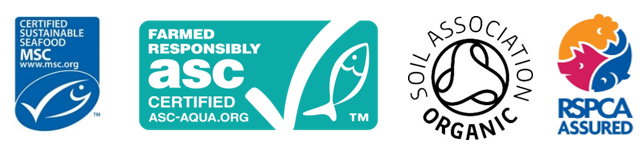 CERTIFIED
SUSTAINABLE
SEAFOOD
MSC
www.msc.org
TM
FARMED
RESPONSIBLY
asc
CERTIFIED
ASC-AQUA.ORG
TM
SOIL ASSOCIATION
ORGANIC
RSPCA
ASSURED